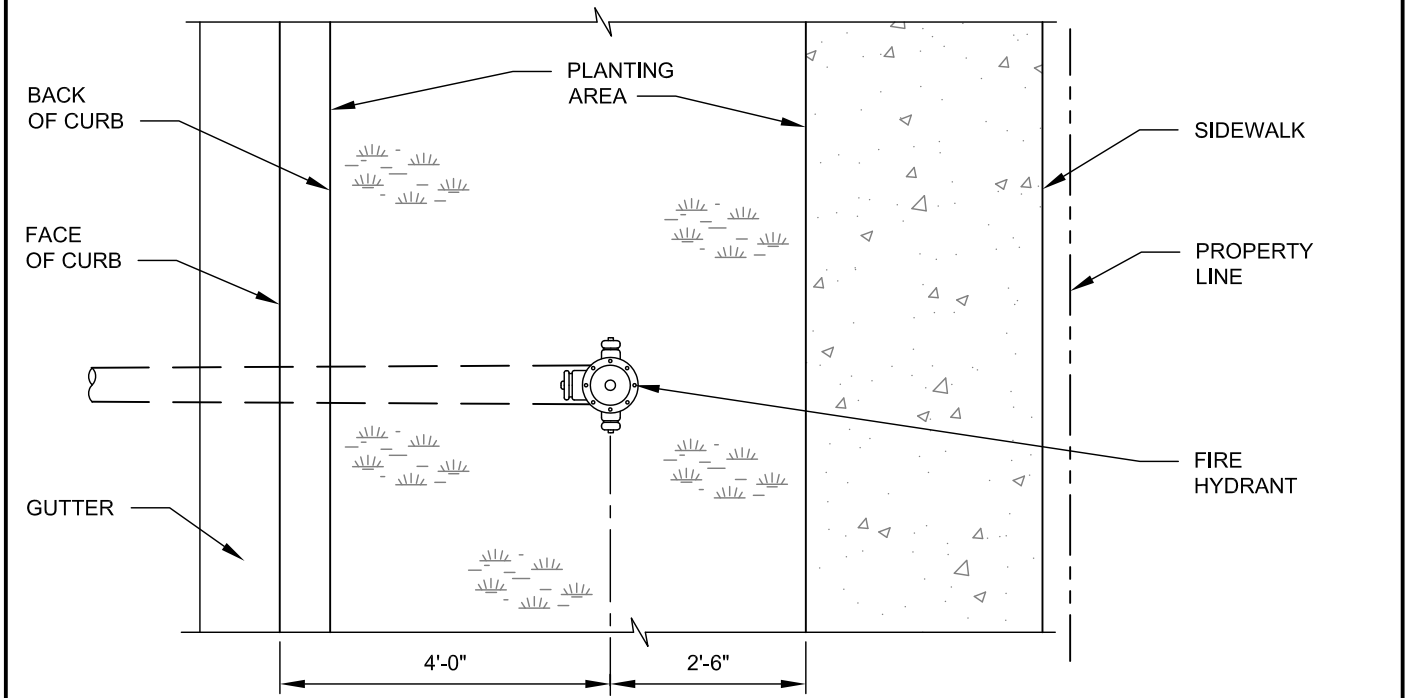 PLANTING
AREA
BACK
OF CURB
SIDEWALK
FACE
OF CURB
PROPERTY
LINE
FIRE
HYDRANT
GUTTER
4'-0"
2'-6"